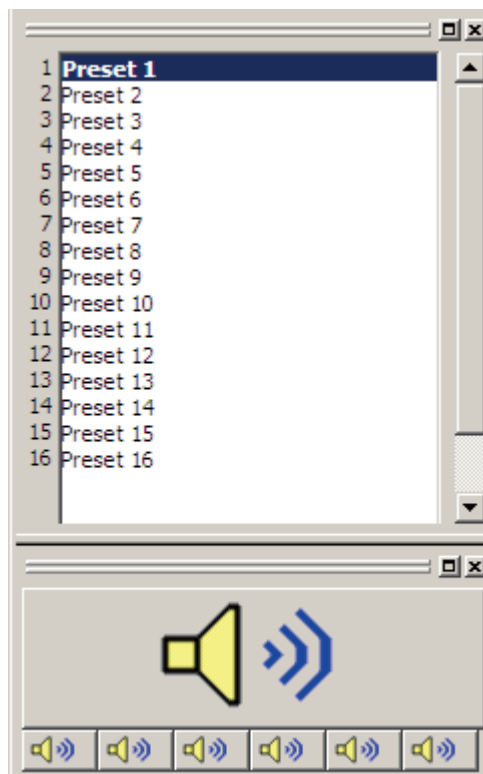 1 Preset 1
2 Preset 2
3 Preset 3
4 Preset 4
5 Preset 5
6 Preset 6
7 Preset 7
8 Preset 8
9 Preset 9
10 Preset 10
11 Preset 11
12 Preset 12
13 Preset 13
14 Preset 14
15 Preset 15
16 Preset 16